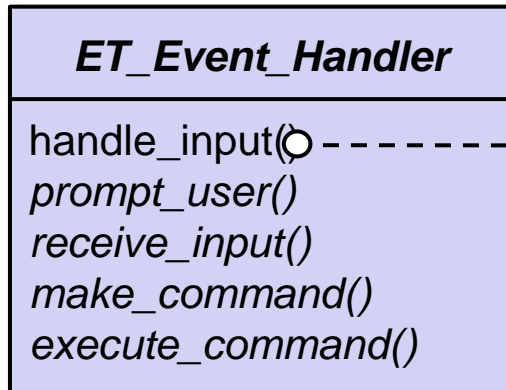 ET_Event_Handler
handle_input()
prompt_user()
receive_input()
make_command()
execute_command()